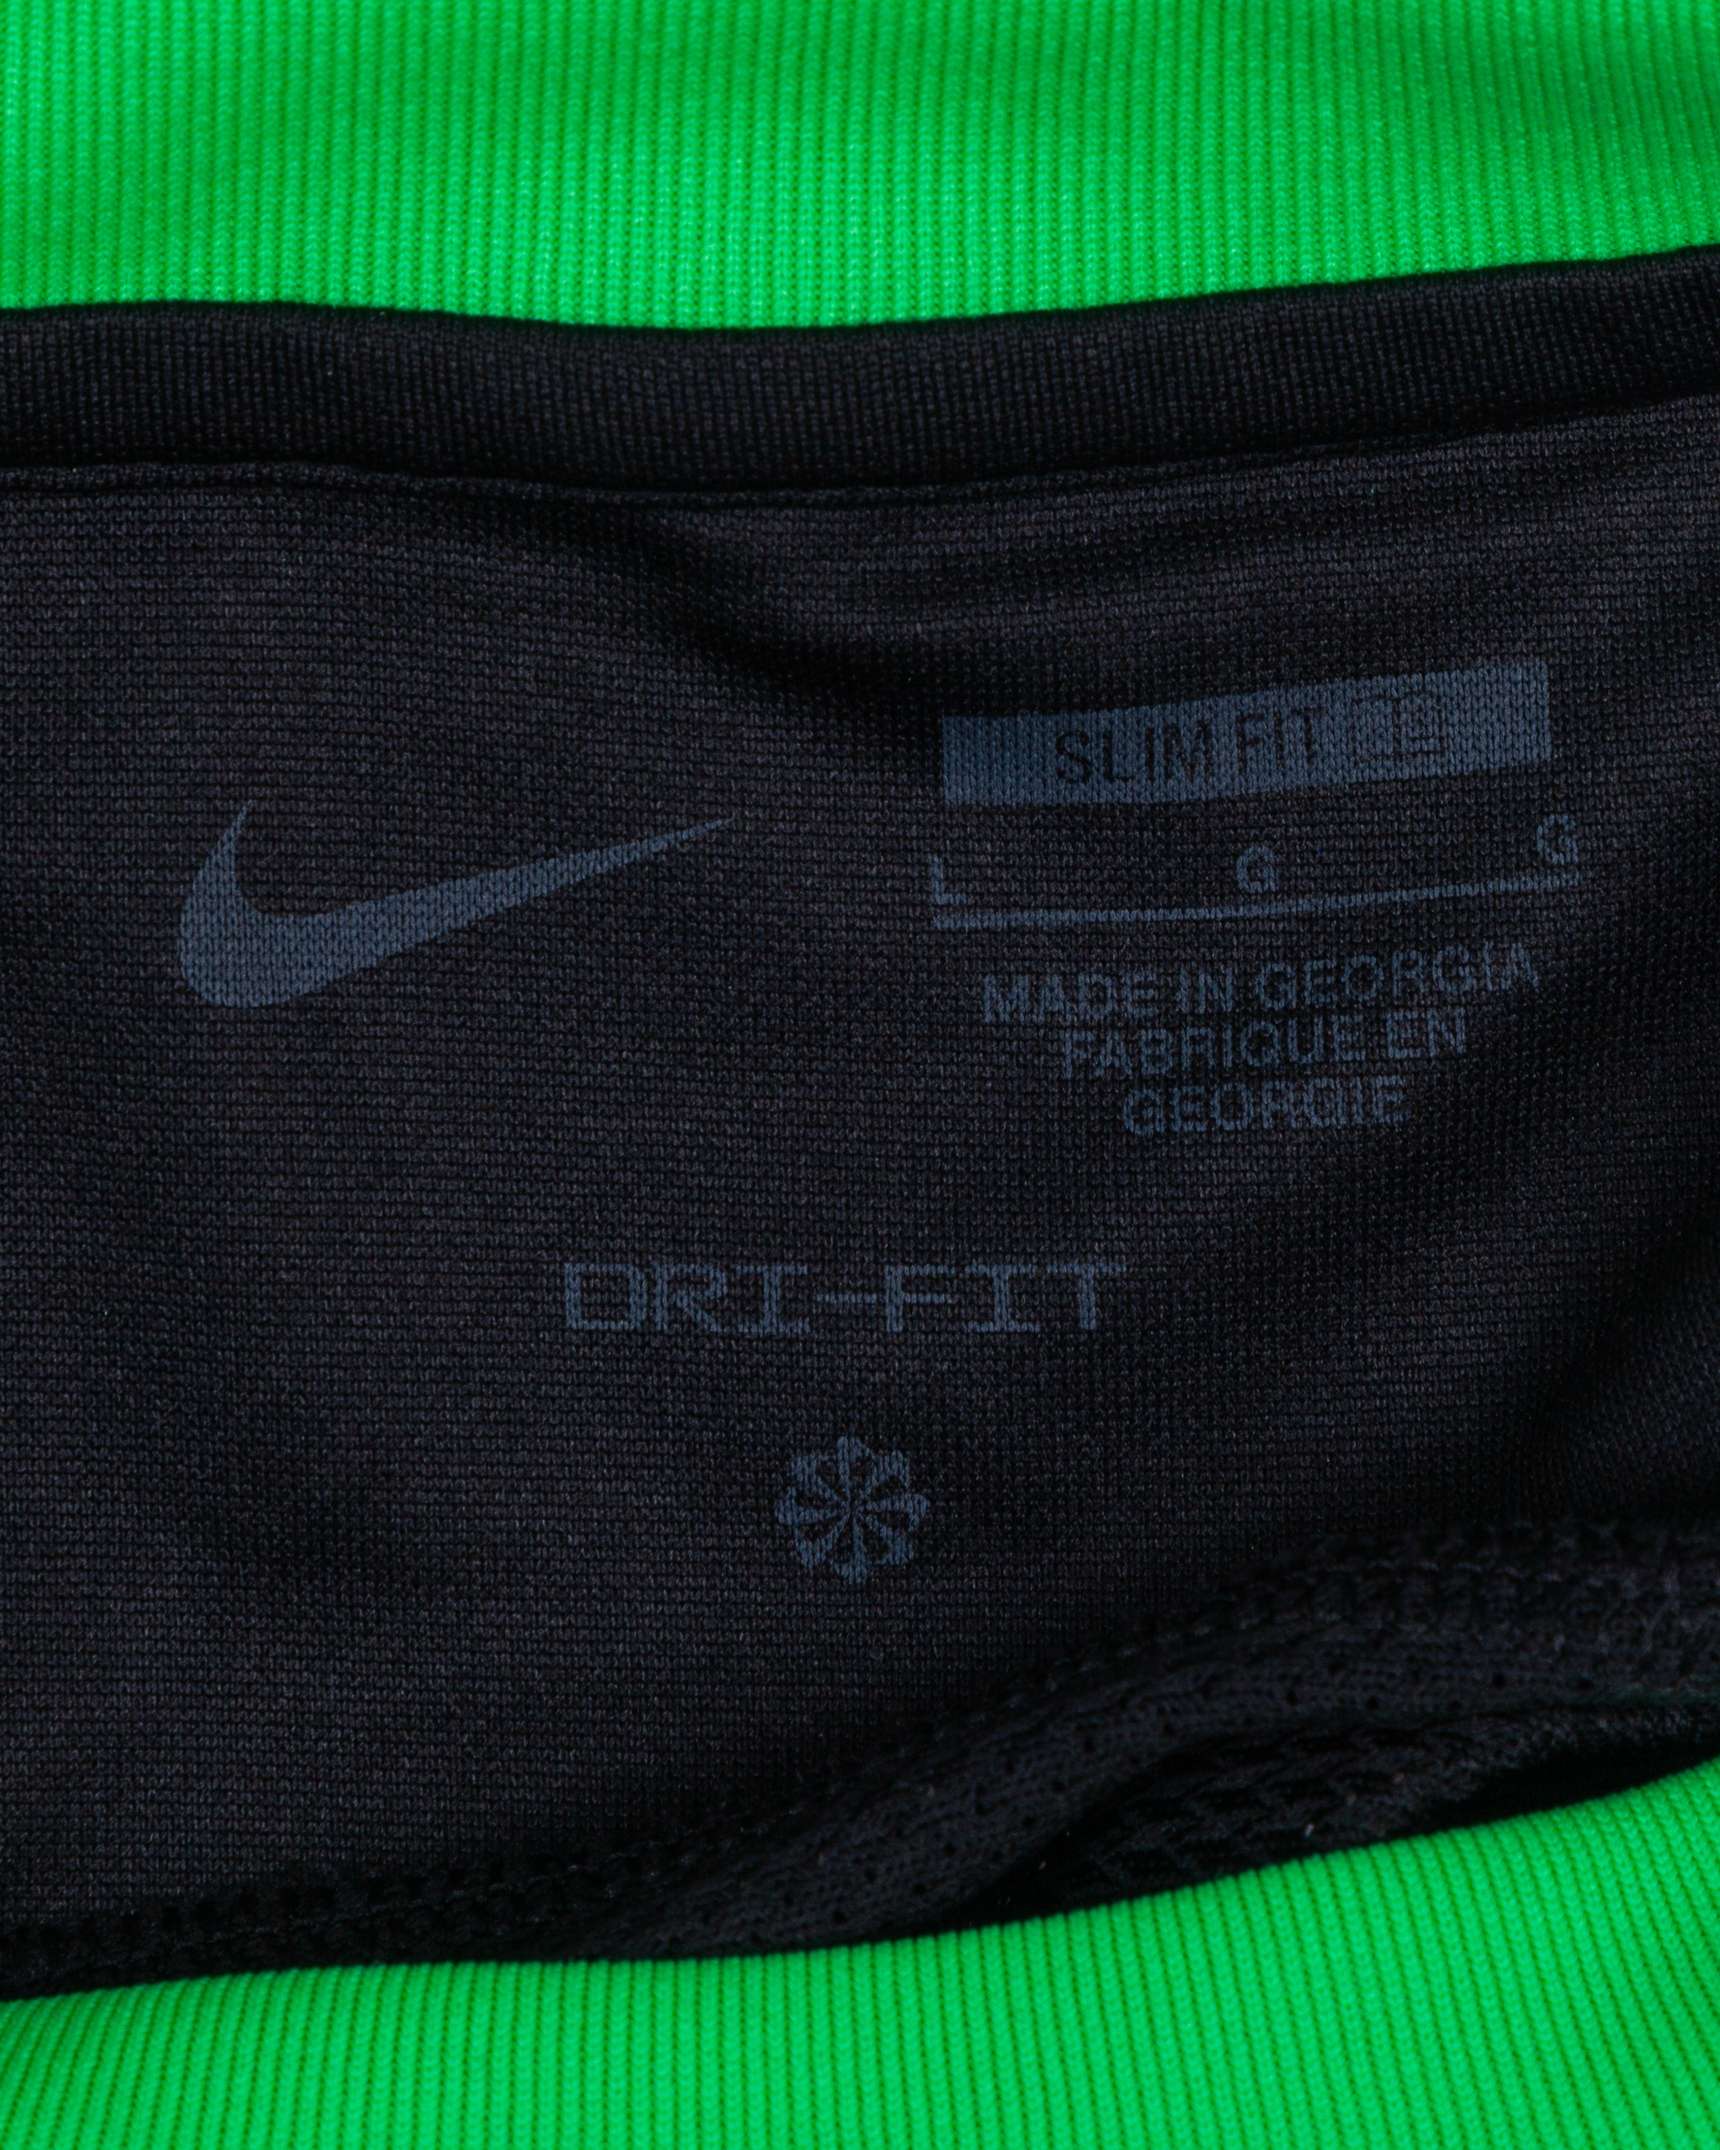 SLIM FIT
L G G
MADE IN GEORGIA
FABRIQUE EN
GEORGIE
DRI-FIT